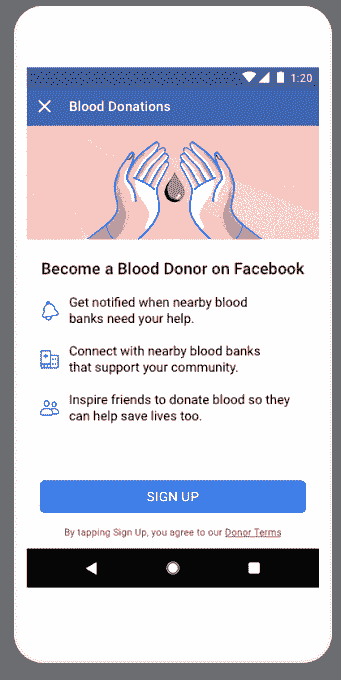 1:20
Blood Donations
Become a Blood Donor on Facebook
Get notified when nearby blood
banks need your help.
Connect with nearby blood banks
that support your community.
Inspire friends to donate blood so they
can help save lives too.
SIGN UP
By tapping Sign Up, you agree to our Donor Terms